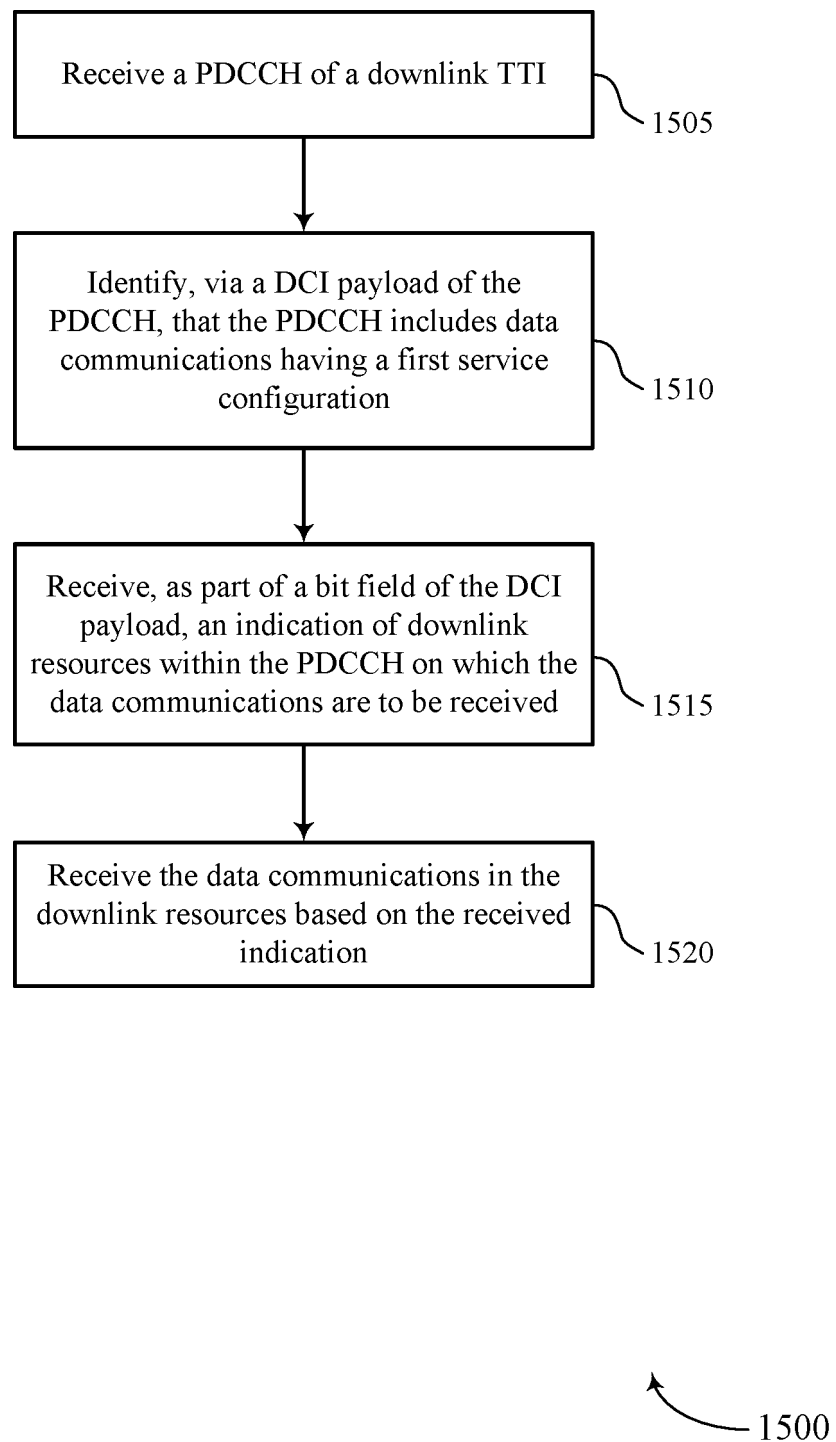 Receive a PDCCH of a downlink TTI
1505
Identify, via a DCI payload of the
PDCCH, that the PDCCH includes data
communications having a first service
configuration
1510
Receive, as part of a bit field of the DCI
payload, an indication of downlink
resources within the PDCCH on which the
data communications are to be received
1515
Receive the data communications in the
downlink resources based on the received
indication
1520
1500